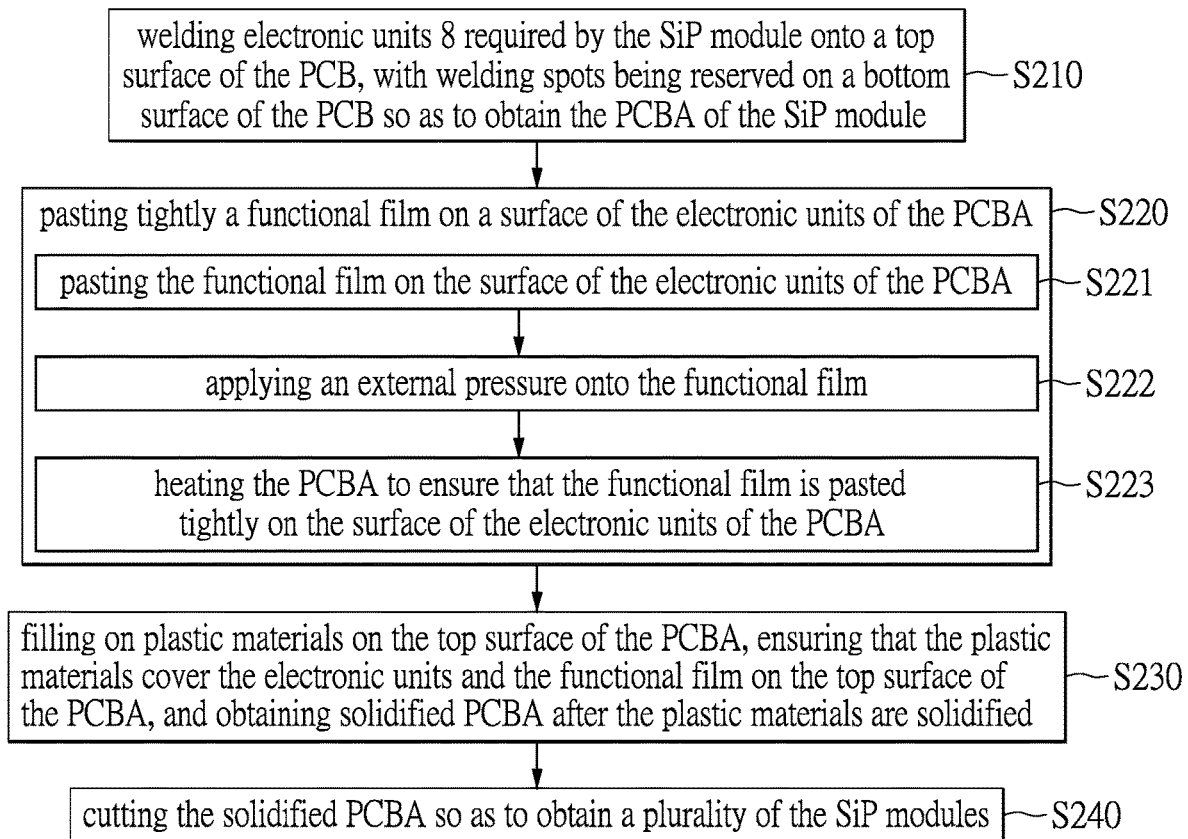 welding electronic units 8 required by the SiP module onto a top
surface of the PCB, with welding spots being reserved on a bottom
surface of the PCB so as to obtain the PCBA of the SiP module
S210
pasting tightly a functional film on a surface of the electronic units of the PCBA
S220
pasting the functional film on the surface of the electronic units of the PCBA
S221
applying an external pressure onto the functional film
S222
heating the PCBA to ensure that the functional film is pasted
tightly on the surface of the electronic units of the PCBA
S223
filling on plastic materials on the top surface of the PCBA, ensuring that the plastic
materials cover the electronic units and the functional film on the top surface of
the PCBA, and obtaining solidified PCBA after the plastic materials are solidified
S230
cutting the solidified PCBA so as to obtain a plurality of the SiP modules
S240